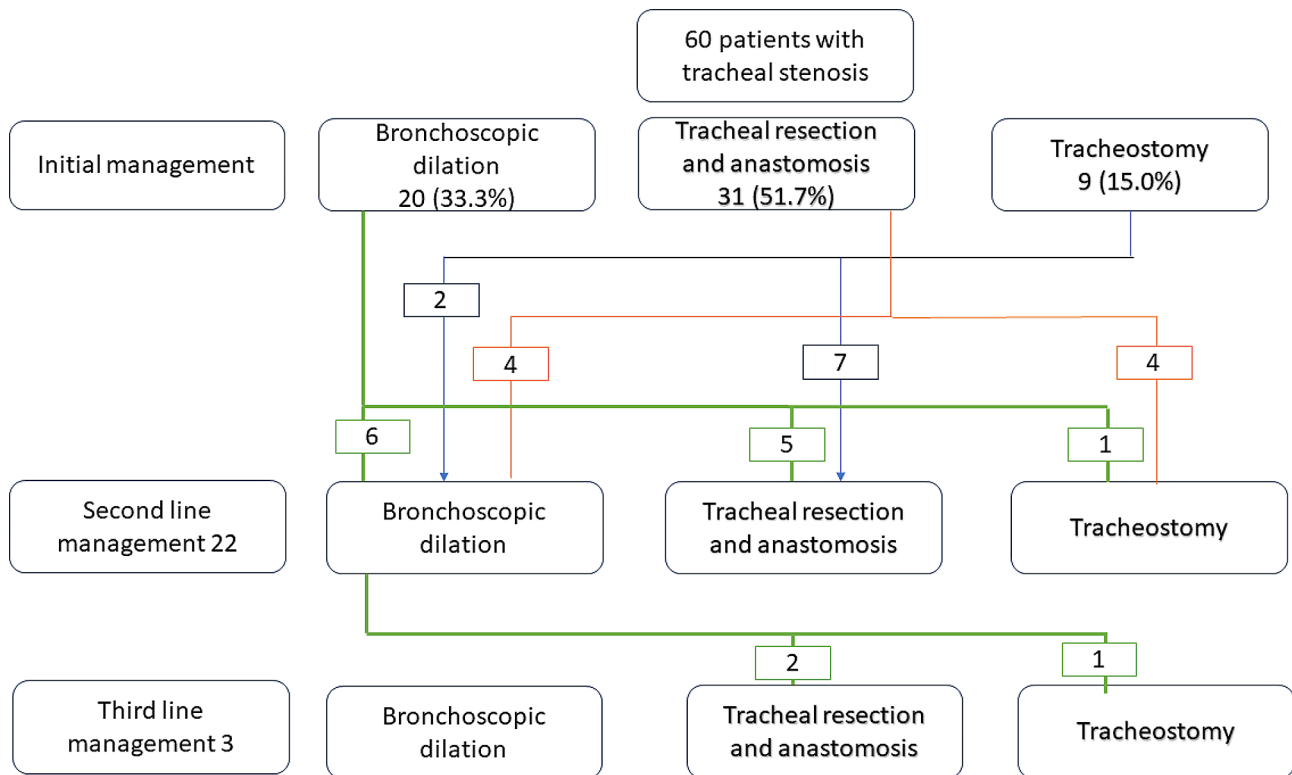 60 patients with
tracheal stenosis
Initial management
Bronchoscopic
dilation
20 (33.3%)
Tracheal resection
and anastomosis
31 (51.7%)
Tracheostomy
9 (15.0%)
2
4
7
4
6
5
1
Second line
management 22
Bronchoscopic
dilation
Tracheal resection
and anastomosis
Tracheostomy
2
1
Third line
management 3
Bronchoscopic
dilation
Tracheal resection
and anastomosis
Tracheostomy